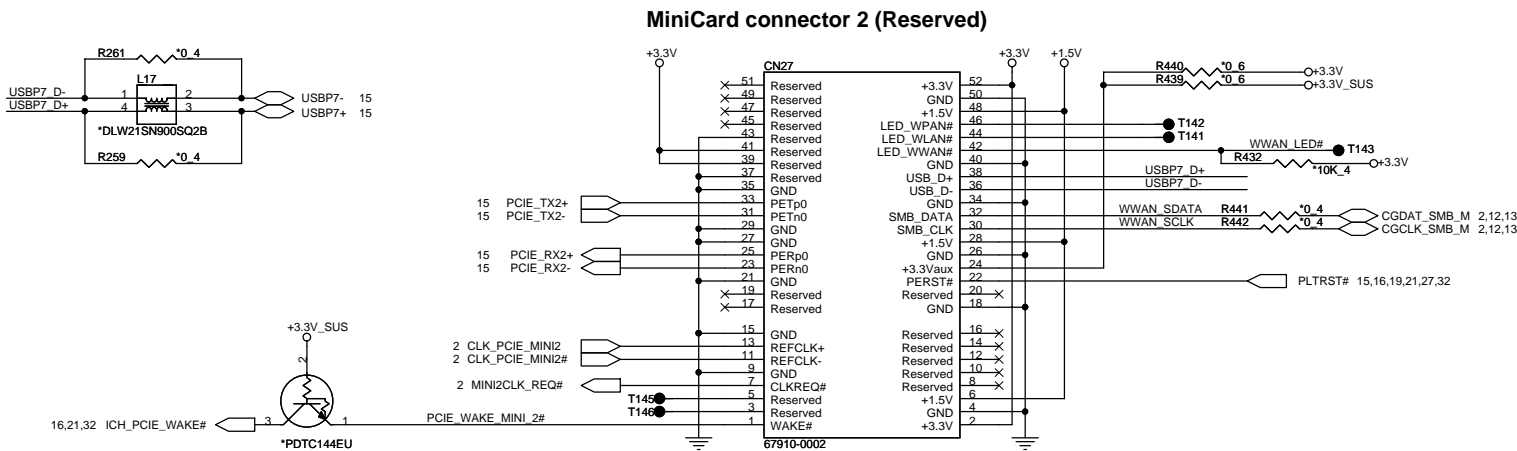 MiniCard connector 2 (Reserved)
R261 *0_4
L17
USBP7_D- 1 2 USBP7- 15
USBP7_D+ 4 3 USBP7+ 15
*DLW21SN900SQ2B
R259 *0_4
+3.3V
CN27
+3.3V +1.5V
R440 *0_6 +3.3V
R439 *0_6 +3.3V_SUS
51 Reserved +3.3V 52
49 Reserved GND 50
47 Reserved +1.5V 48
45 Reserved LED_WPAN# 46 T142
43 Reserved LED_WLAN# 44 T141
41 Reserved LED_WWAN# 42 WWAN_LED# T143
39 Reserved GND 40 R432 *10K_4 +3.3V
37 Reserved USB_D+ 38 USBP7_D+
35 GND USB_D- 36 USBP7_D-
15 PCIE_TX2+ 33 PETp0 GND 34
15 PCIE_TX2- 31 PETn0 SMB_DATA 32 WWAN_SDATA R441 *0_4 CGDAT_SMB_M 2,12,13
29 GND SMB_CLK 30 WWAN_SCLK R442 *0_4 CGCLK_SMB_M 2,12,13
27 GND +1.5V 28
15 PCIE_RX2+ 25 PERp0 GND 26
15 PCIE_RX2- 23 PERn0 +3.3Vaux 24
21 GND PERST# 22 PLTRST# 15,16,19,21,27,32
19 Reserved Reserved 20
17 Reserved GND 18
15 GND Reserved 16
2 CLK_PCIE_MINI2 13 REFCLK+ Reserved 14
2 CLK_PCIE_MINI2# 11 REFCLK- Reserved 12
9 GND Reserved 10
2 MINI2CLK_REQ# 7 CLKREQ# Reserved 8
T145 5 Reserved +1.5V 6
T146 3 Reserved GND 4
1 WAKE# +3.3V 2
67910-0002
+3.3V_SUS
2
16,21,32 ICH_PCIE_WAKE# 3 1 PCIE_WAKE_MINI_2#
*PDTC144EU